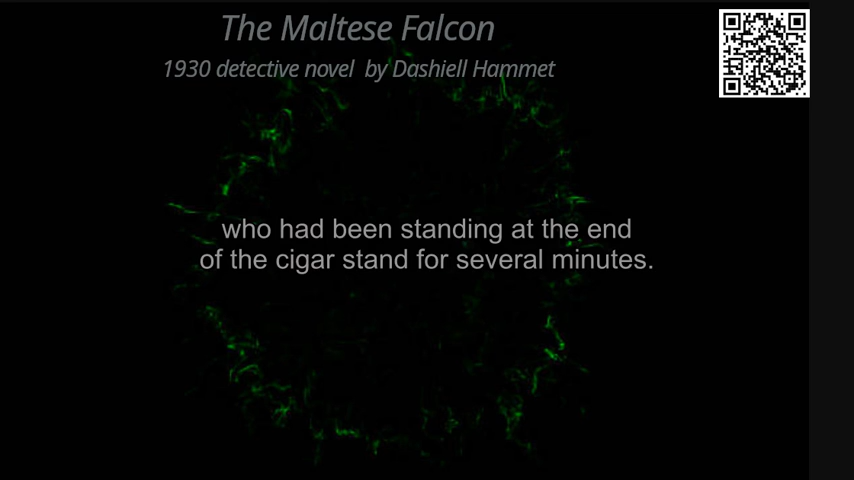 The Maltese Falcon
1930 detective novel by Dashiell Hammet
who had been standing at the end
of the cigar stand for several minutes.